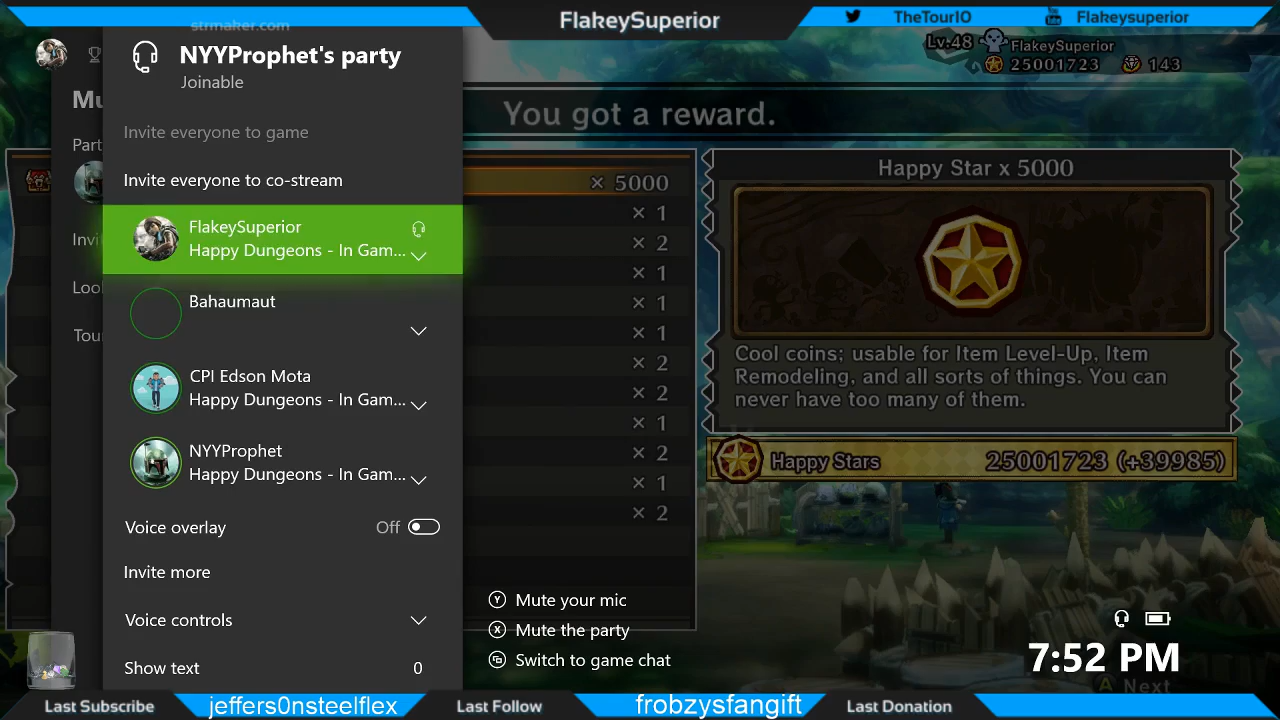 strmaker.com
FlakeySuperior
TheTourIO
Flakeysuperior
NYYProphet's party
Joinable
Invite everyone to game
Invite everyone to co-stream
FlakeySuperior
Happy Dungeons - In Gam...
Bahaumaut
CPI Edson Mota
Happy Dungeons - In Gam...
NYYProphet
Happy Dungeons - In Gam...
Voice overlay Off
Invite more
Voice controls
Show text 0
Mu
Part
Invi
Loo
Tour
Lv.48 FlakeySuperior
25001723 143
You got a reward.
× 5000
× 1
× 2
× 1
× 1
× 1
× 2
× 2
× 1
× 2
× 1
× 2
Happy Star x 5000
Cool coins; usable for Item Level-Up, Item
Remodeling, and all sorts of things. You can
never have too many of them.
Happy Stars 25001723 (+39985)
Y Mute your mic
X Mute the party
Switch to game chat
7:52 PM
A Next
Last Subscribe
jeffers0nsteelflex
Last Follow
frobzysfangift
Last Donation